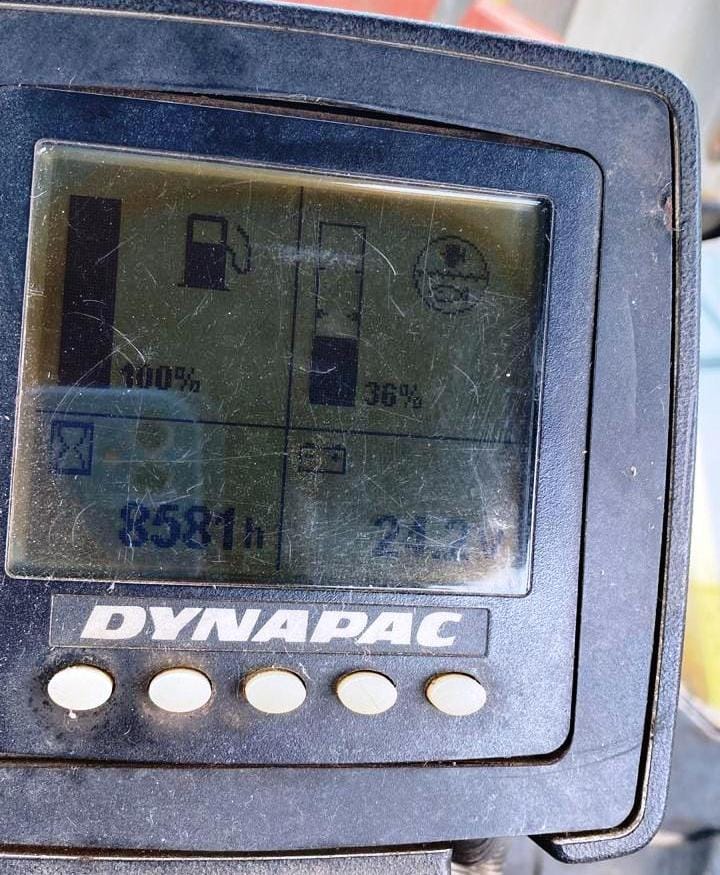 100%
36%
8581h
24.2V
DYNAPAC